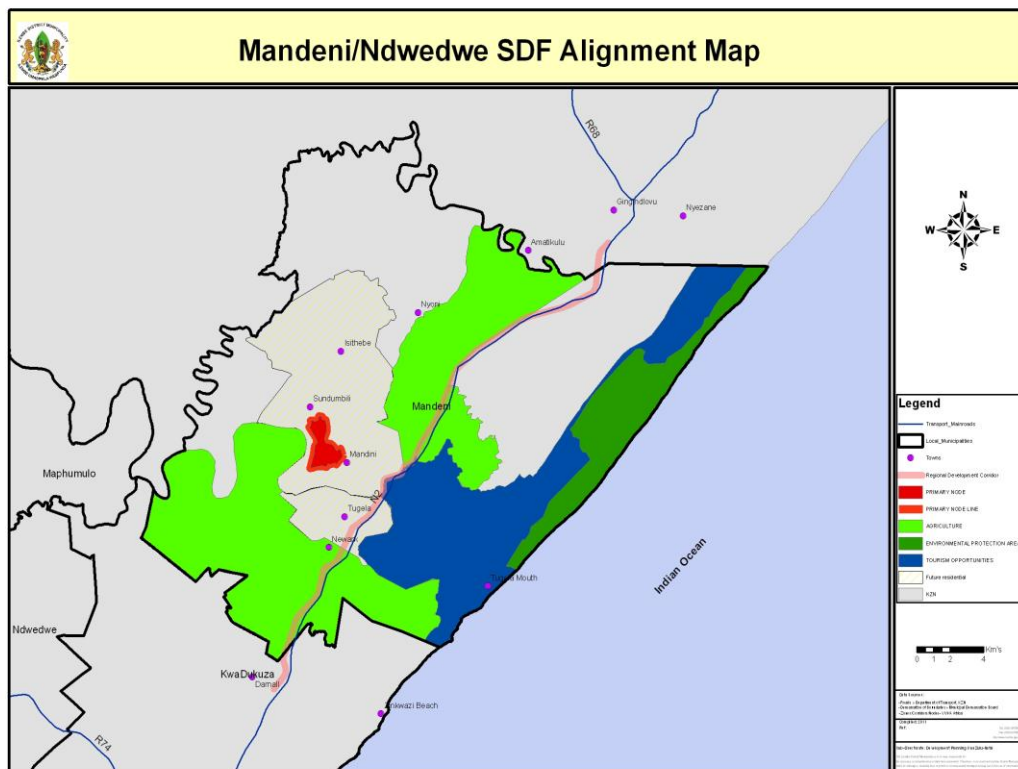 Mandeni/Ndwedwe SDF Alignment Map
R68
Gingindlovu
Nyezane
Amatikulu
Nyoni
Isithebe
Sundumbili
Mandeni
Mandini
Maphumulo
N2
Tugela
Newark
Tugela Mouth
Indian Ocean
Ndwedwe
KwaDukuza
Darnall
Zinkwazi Beach
R74
N
W E
S
Legend
Transport_Mainroads
Local_Municipalities
Towns
Regional Development Corridor
PRIMARY NODE
PRIMARY NODE LINE
AGRICULTURE
ENVIRONMENTAL PROTECTION AREA
TOURISM OPPORTUNITIES
Future residential
KZN
Km's
0 1 2 4